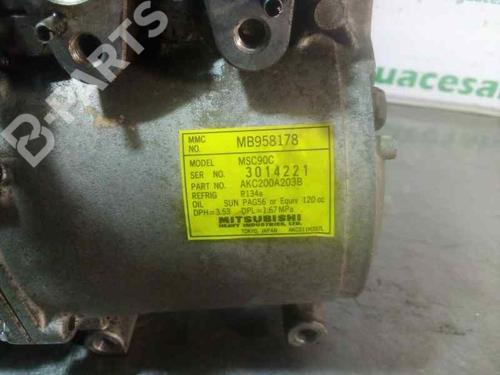 B-PARTS
uacesa
MMC NO. MB958178
MODEL MSC90C
SER NO. 3014221
PART NO. AKC200A203B
REFRIG R134a
OIL SUN PAG56 or Equiv 120 cc
DPH=3.53 DPL=1.67MPa
MITSUBISHI
HEAVY INDUSTRIES, LTD.
TOKYO, JAPAN